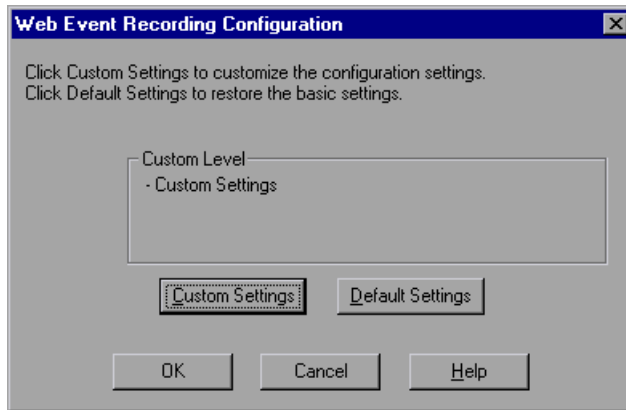 Web Event Recording Configuration
Click Custom Settings to customize the configuration settings.
Click Default Settings to restore the basic settings.
Custom Level
- Custom Settings
Custom Settings Default Settings
OK Cancel Help